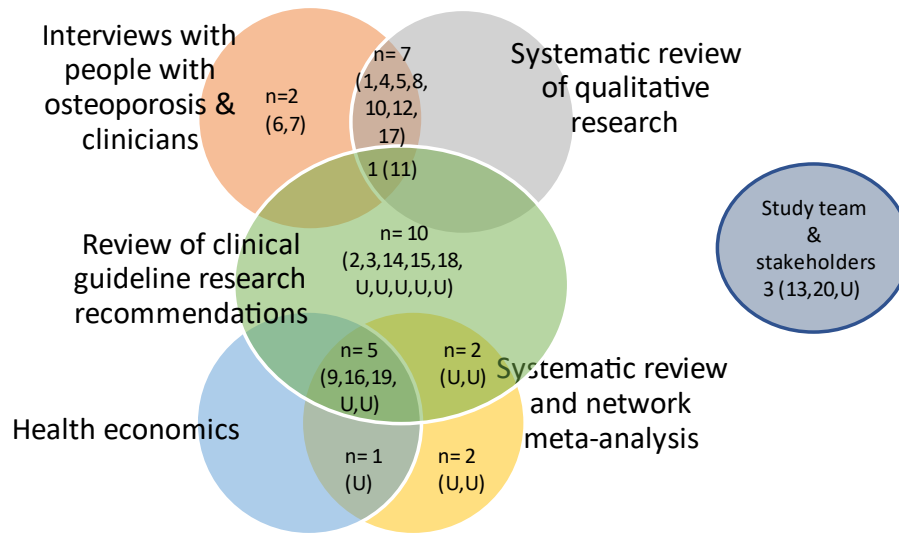 Interviews with
people with
osteoporosis &
clinicians
n=2
(6,7)
n= 7
(1,4,5,8,
10,12,
17)
1 (11)
Systematic review
of qualitative
research
Study team
&
stakeholders
3 (13,20,U)
Review of clinical
guideline research
recommendations
n= 10
(2,3,14,15,18,
U,U,U,U,U)
n= 5
(9,16,19,
U,U)
n= 2
(U,U)
Systematic review
and network
meta-analysis
Health economics
n= 1
(U)
n= 2
(U,U)